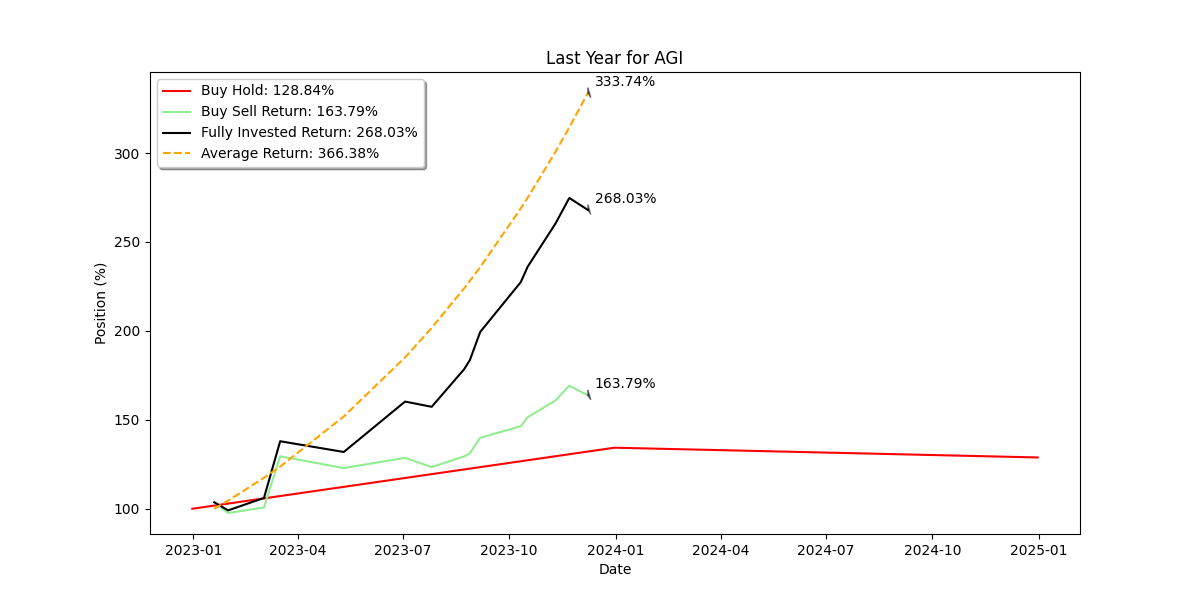 Last Year for AGI
Buy Hold: 128.84%
Buy Sell Return: 163.79%
Fully Invested Return: 268.03%
Average Return: 366.38%
333.74%
268.03%
163.79%
Position (%)
300
250
200
150
100
2023-01 2023-04 2023-07 2023-10 2024-01 2024-04 2024-07 2024-10 2025-01
Date